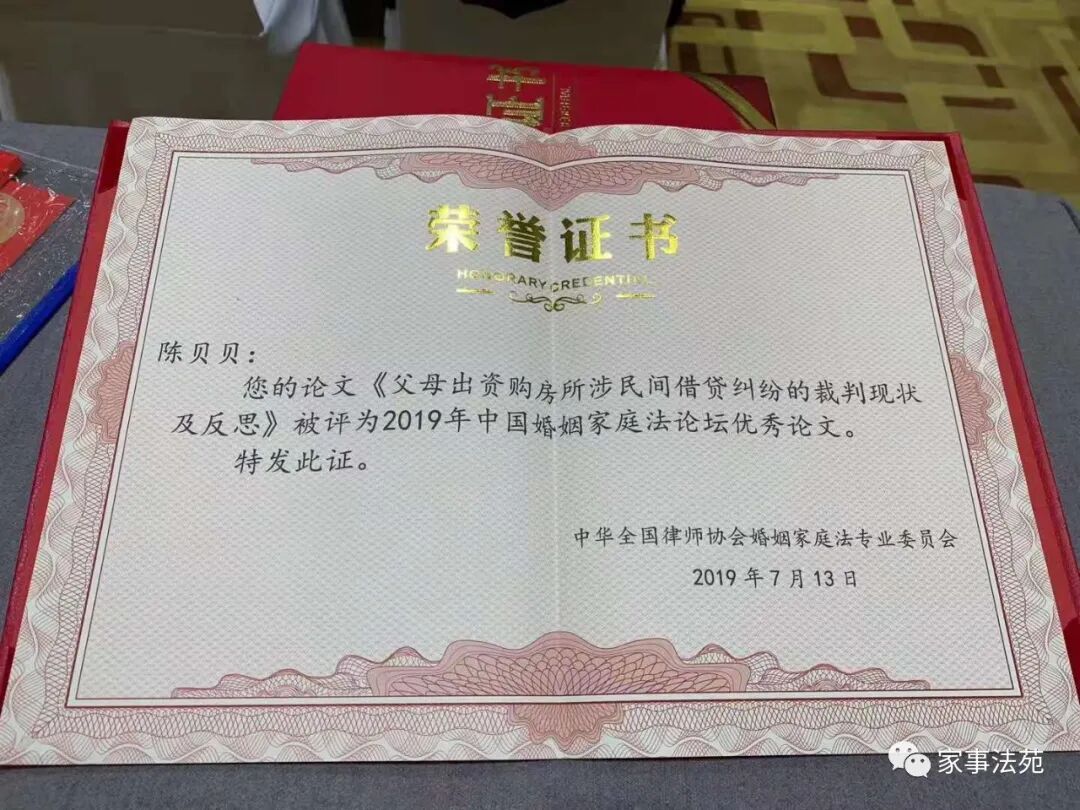 荣誉证书
HONORARY CREDENTIAL
陈贝贝：
您的论文《父母出资购房所涉民间借贷纠纷的裁判现状
及反思》被评为2019年中国婚姻家庭法论坛优秀论文。
特发此证。
中华全国律师协会婚姻家庭法专业委员会
2019年7月13日
家事法苑